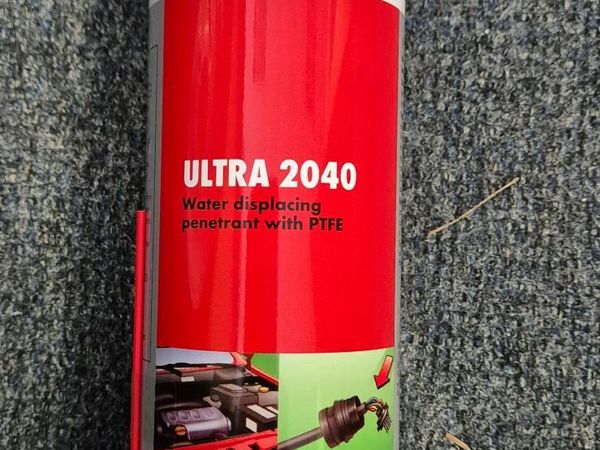 ULTRA 2040
Water displacing
penetrant with PTFE